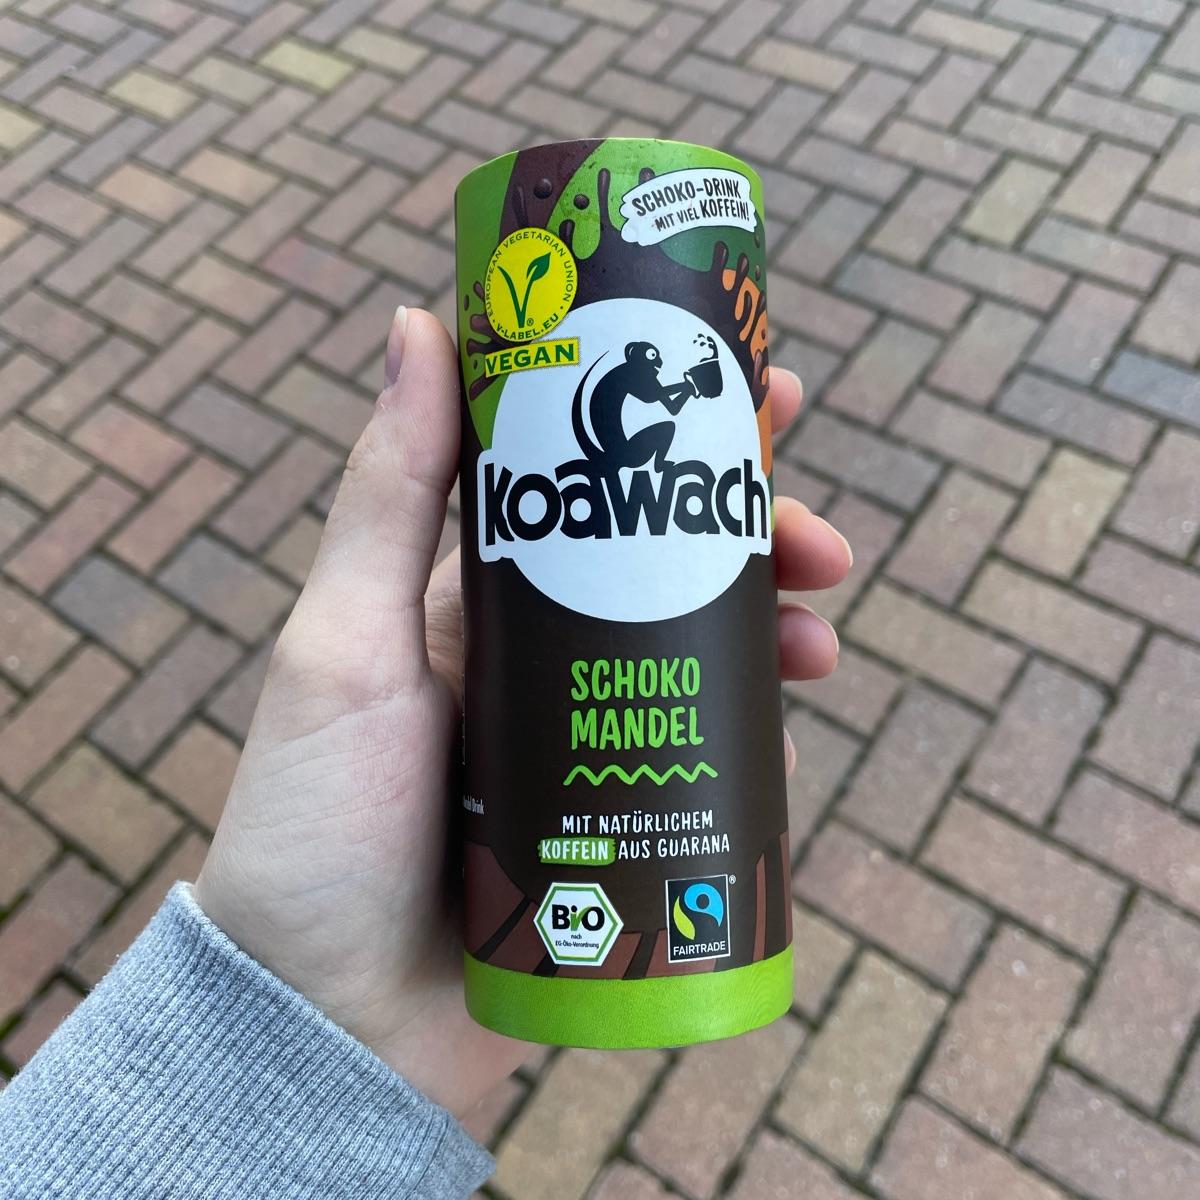 SCHOKO-DRINK
MIT VIEL KOFFEIN!
EUROPEAN VEGETARIAN UNION
V-LABEL.EU
VEGAN
koawach
SCHOKO
MANDEL
Drink
MIT NATÜRLICHEM
KOFFEIN AUS GUARANA
BIO
nach
EG-Öko-Verordnung
FAIRTRADE
®